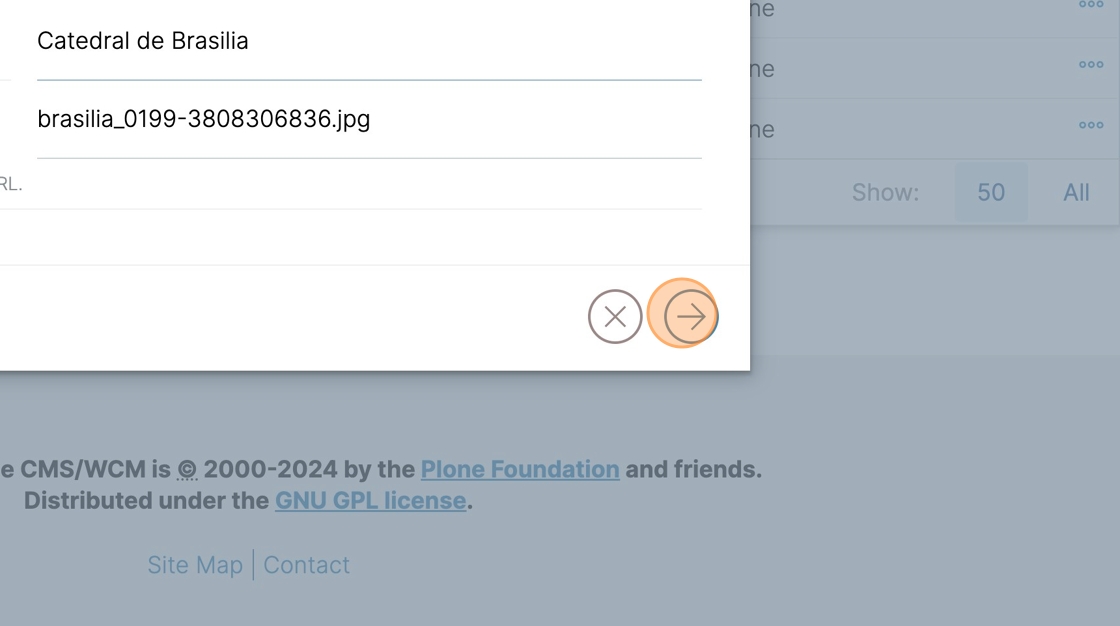 ne
Catedral de Brasilia
ne
brasilia_0199-3808306836.jpg
ne
RL.
Show: 50 All
e CMS/WCM is © 2000-2024 by the Plone Foundation and friends.
Distributed under the GNU GPL license.
Site Map | Contact